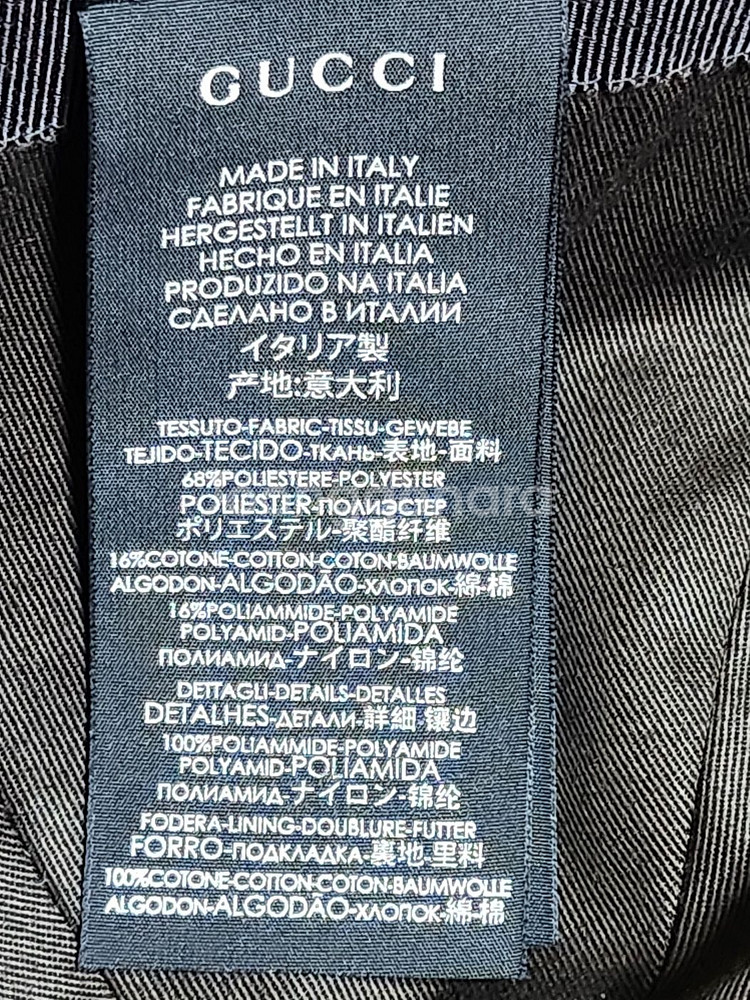 GUCCI
MADE IN ITALY
FABRIQUE EN ITALIE
HERGESTELLT IN ITALIEN
HECHO EN ITALIA
PRODUZIDO NA ITALIA
СДЕЛАНО В ИТАЛИИ
イタリア製
产地:意大利
TESSUTO-FABRIC-TISSU-GEWEBE
TEJIDO-TECIDO-ТКАНЬ-表地-面料
68%POLIESTERE-POLYESTER
POLIESTER-ПОЛИЭСТЕР
ポリエステル-聚酯纤维
16%COTONE-COTTON-COTON-BAUMWOLLE
ALGODON-ALGODÃO-ХЛОПОК-綿-棉
16%POLIAMMIDE-POLYAMIDE
POLYAMID-POLIAMIDA
ПОЛИАМИД-ナイロン-锦纶
DETTAGLI-DETAILS-DETALLES
DETALHES-ДЕТАЛИ-詳細-镶边
100%POLIAMMIDE-POLYAMIDE
POLYAMID-POLIAMIDA
ПОЛИАМИД-ナイロン-锦纶
FODERA-LINING-DOUBLURE-FUTTER
FORRO-ПОДКЛАДКА-裏地-里料
100%COTONE-COTTON-COTON-BAUMWOLLE
ALGODON-ALGODÃO-ХЛОПОК-綿-棉